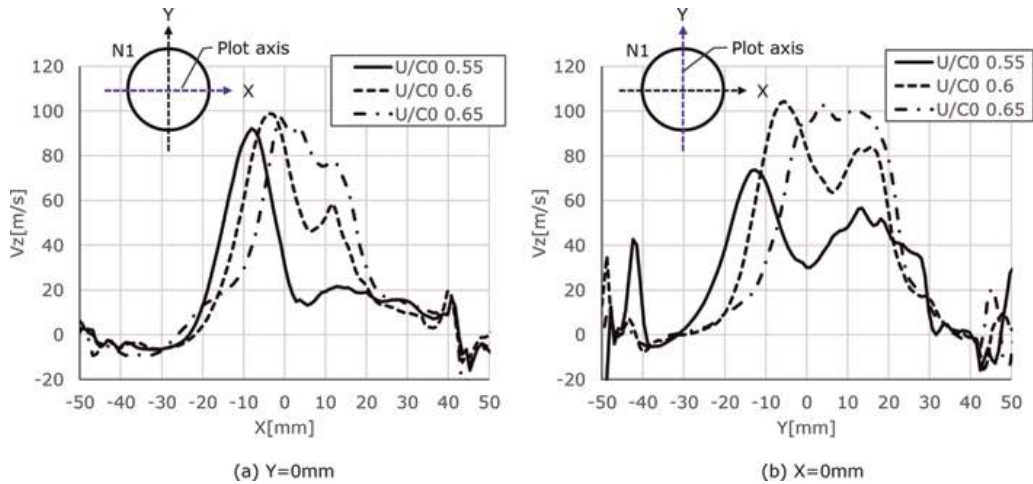 Y
N1
Plot axis
X
U/C0 0.55
U/C0 0.6
U/C0 0.65
120
100
80
60
40
20
0
-20
Vz[m/s]
-50 -40 -30 -20 -10 0 10 20 30 40 50
X[mm]
(a) Y=0mm
Y
N1
Plot axis
X
U/C0 0.55
U/C0 0.6
U/C0 0.65
120
100
80
60
40
20
0
-20
Vz[m/s]
-50 -40 -30 -20 -10 0 10 20 30 40 50
Y[mm]
(b) X=0mm